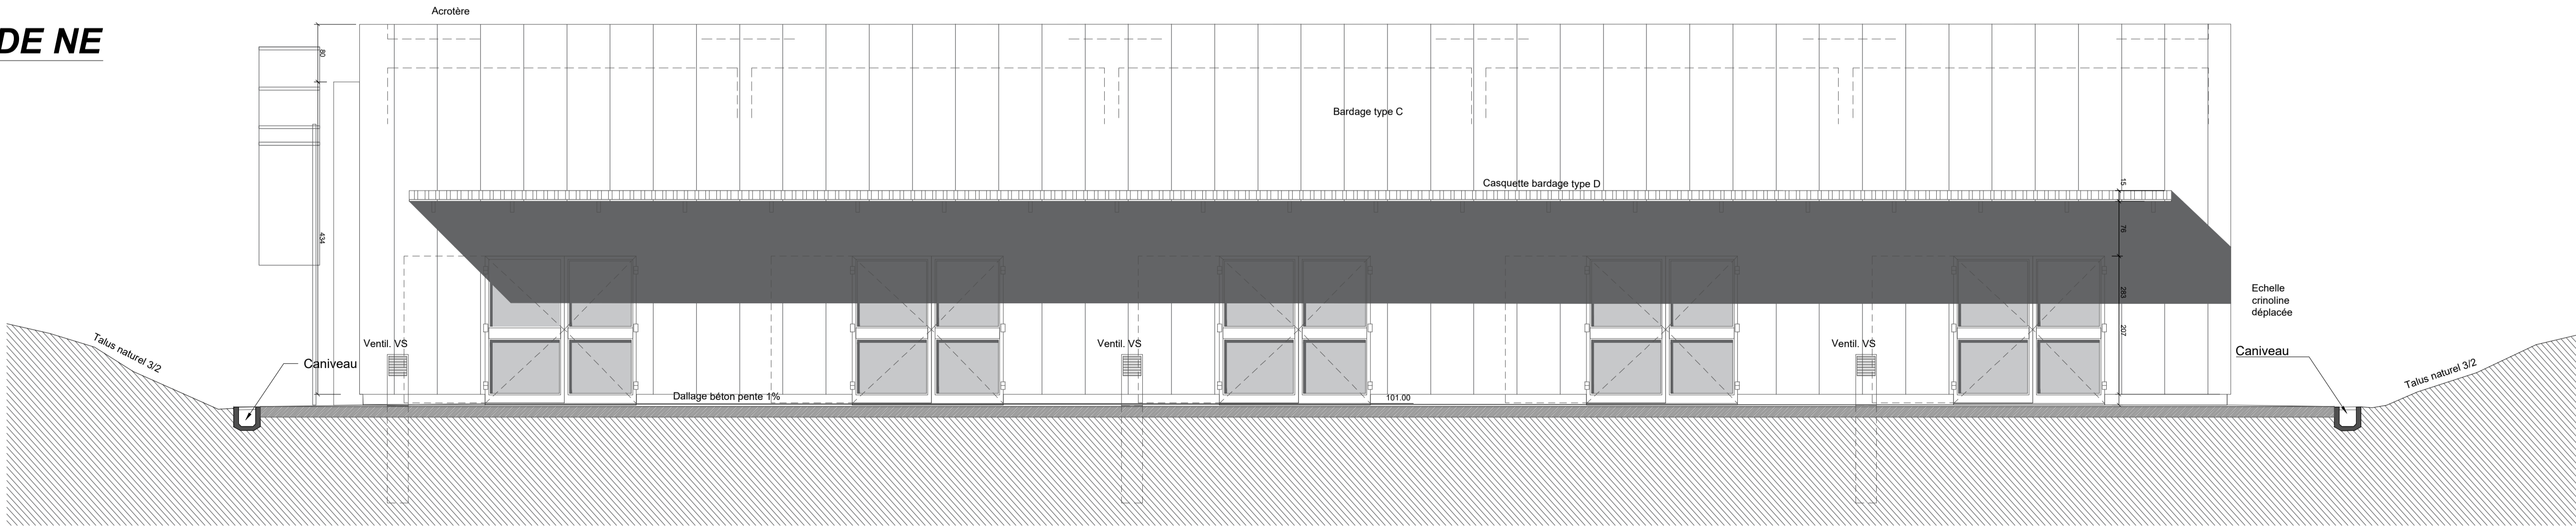 DE NE
Acrotère
80
Bardage type C
Casquette bardage type D
15
76
434
283
Echelle
crinoline
déplacée
207
Talus naturel 3/2
Caniveau
Ventil. VS
Ventil. VS
Ventil. VS
Caniveau
Talus naturel 3/2
Dallage béton pente 1%
101.00